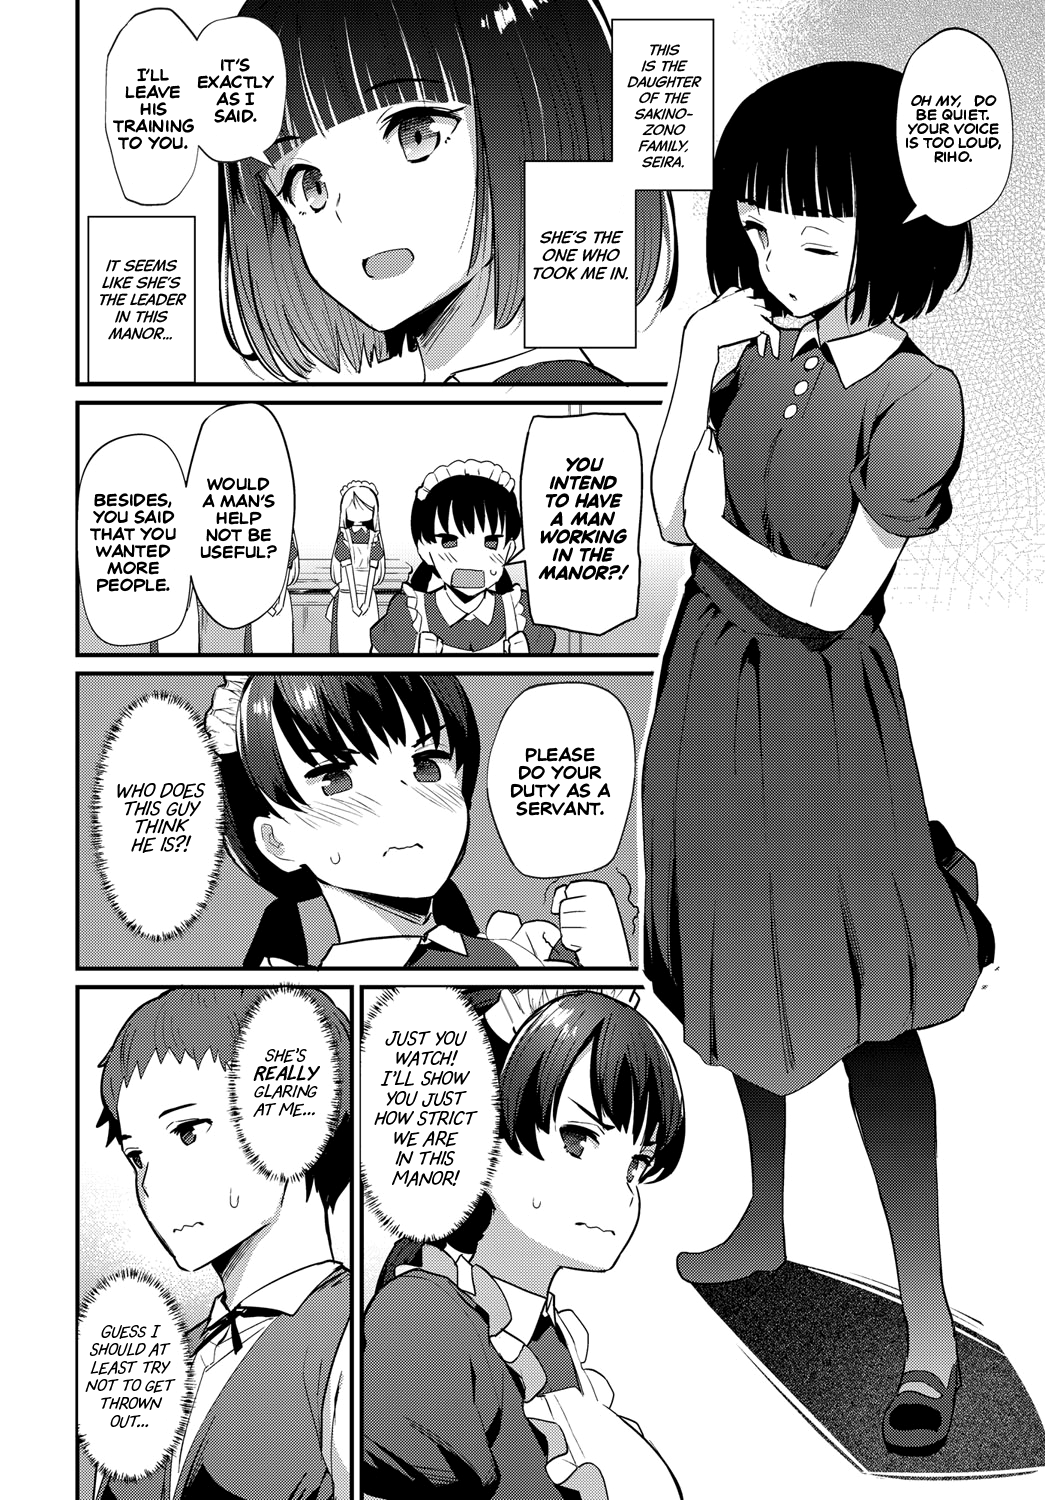 OH MY, DO
BE QUIET.
YOUR VOICE
IS TOO LOUD,
RIHO.
THIS
IS THE
DAUGHTER
OF THE
SAKINO-
ZONO
FAMILY,
SEIRA.
SHE'S THE
ONE WHO
TOOK ME IN.
IT'S
EXACTLY
AS I
SAID.
I'LL
LEAVE
HIS
TRAINING
TO YOU.
IT SEEMS
LIKE SHE'S
THE LEADER
IN THIS
MANOR...
YOU
INTEND
TO HAVE
A MAN
WORKING
IN THE
MANOR?!
WOULD
A MAN'S
HELP
NOT BE
USEFUL?
BESIDES,
YOU SAID
THAT YOU
WANTED
MORE
PEOPLE.
PLEASE
DO YOUR
DUTY AS A
SERVANT.
WHO DOES
THIS GUY
THINK
HE IS?!
JUST YOU
WATCH!
I'LL SHOW
YOU JUST
HOW STRICT
WE ARE
IN THIS
MANOR!
SHE'S
REALLY
GLARING
AT ME...
GUESS I
SHOULD AT
LEAST TRY
NOT TO GET
THROWN
OUT...